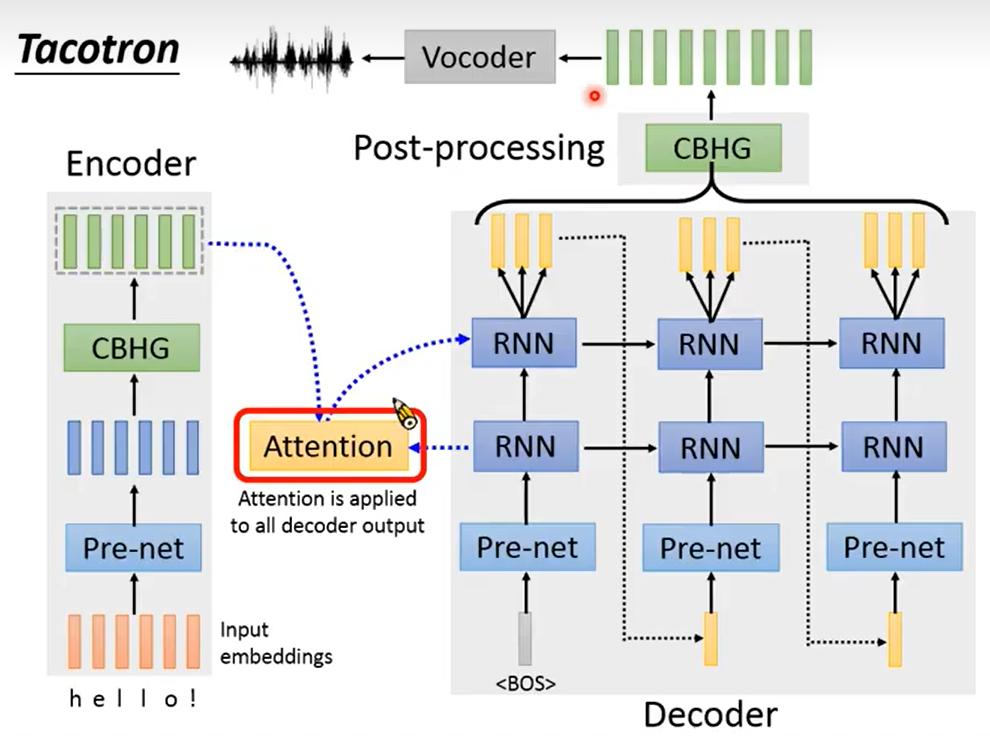 Tacotron
Vocoder
Post-processing
CBHG
Encoder
CBHG
Pre-net
Input
embeddings
h e l l o !
Attention
Attention is applied
to all decoder output
RNN
RNN
RNN
RNN
RNN
RNN
Pre-net
Pre-net
Pre-net
<BOS>
Decoder